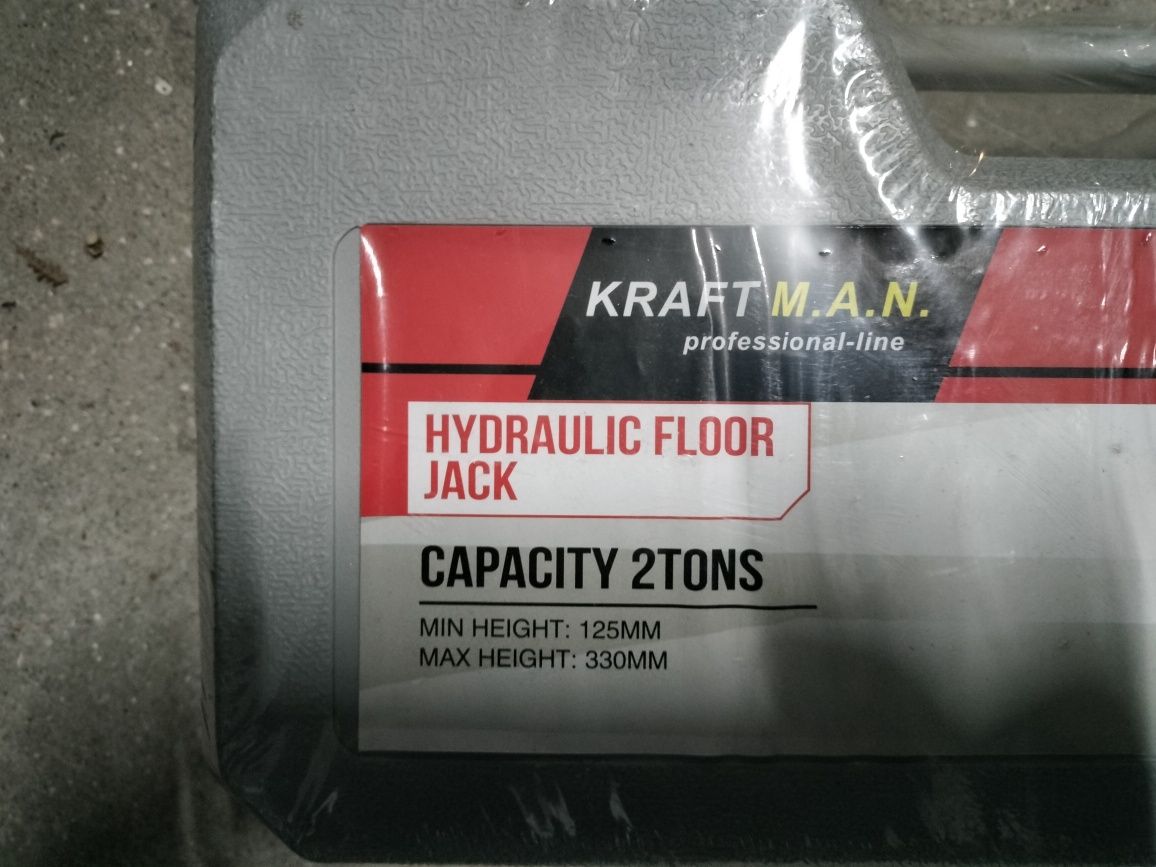 KRAFT M.A.N.
professional-line
HYDRAULIC FLOOR
JACK
CAPACITY 2TONS
MIN HEIGHT: 125MM
MAX HEIGHT: 330MM